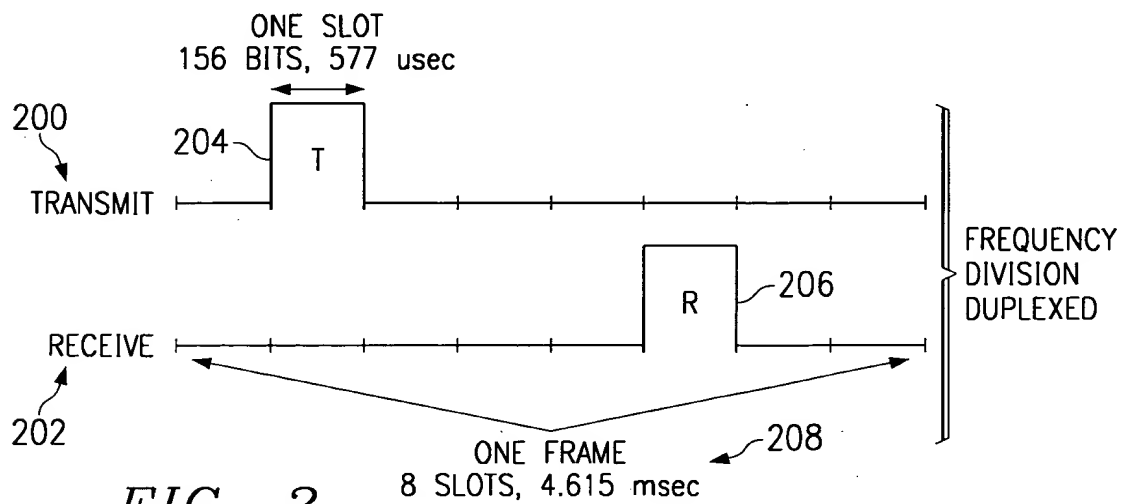 ONE SLOT
156 BITS, 577 usec
200
204
T
TRANSMIT
FREQUENCY
DIVISION
DUPLEXED
206
R
RECEIVE
202
ONE FRAME
208
8 SLOTS, 4.615 msec
FIG. 2